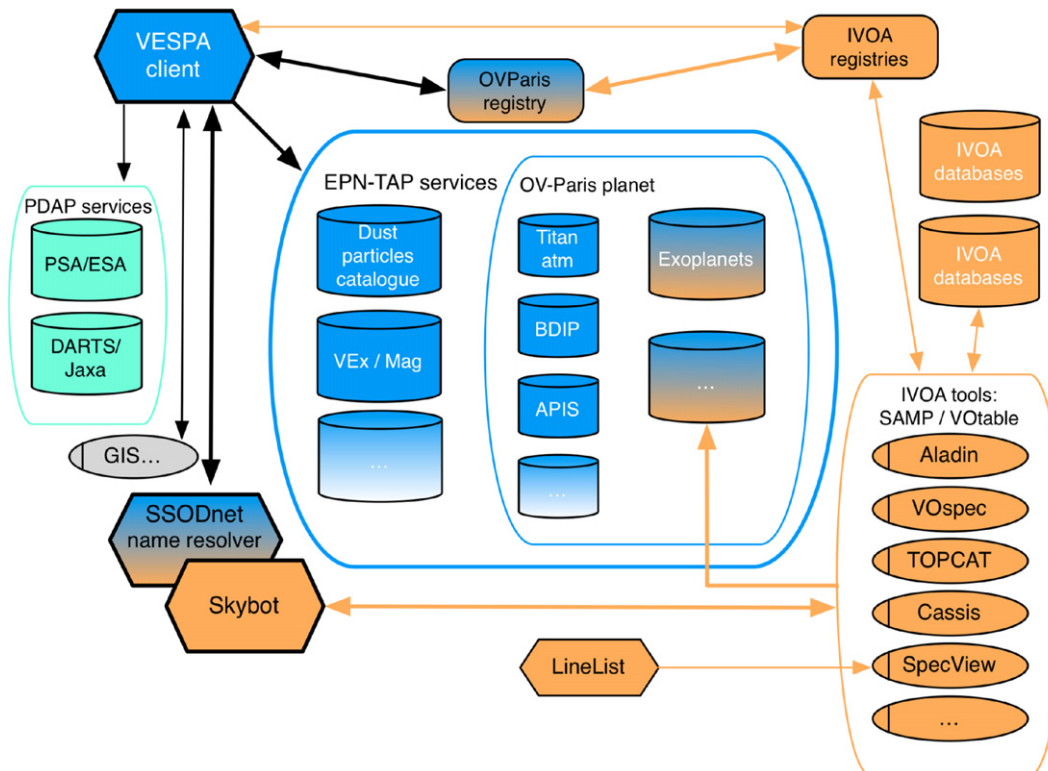 VESPA
client
IVOA
registries
OVParis
registry
IVOA
databases
IVOA
databases
EPN-TAP services
OV-Paris planet
PDAP services
PSA/ESA
DARTS/
Jaxa
Dust
particles
catalogue
VEx / Mag
...
Titan
atm
BDIP
APIS
...
Exoplanets
...
GIS...
SSODnet
name resolver
Skybot
LineList
IVOA tools:
SAMP / VOtable
Aladin
VOspec
TOPCAT
Cassis
SpecView
...